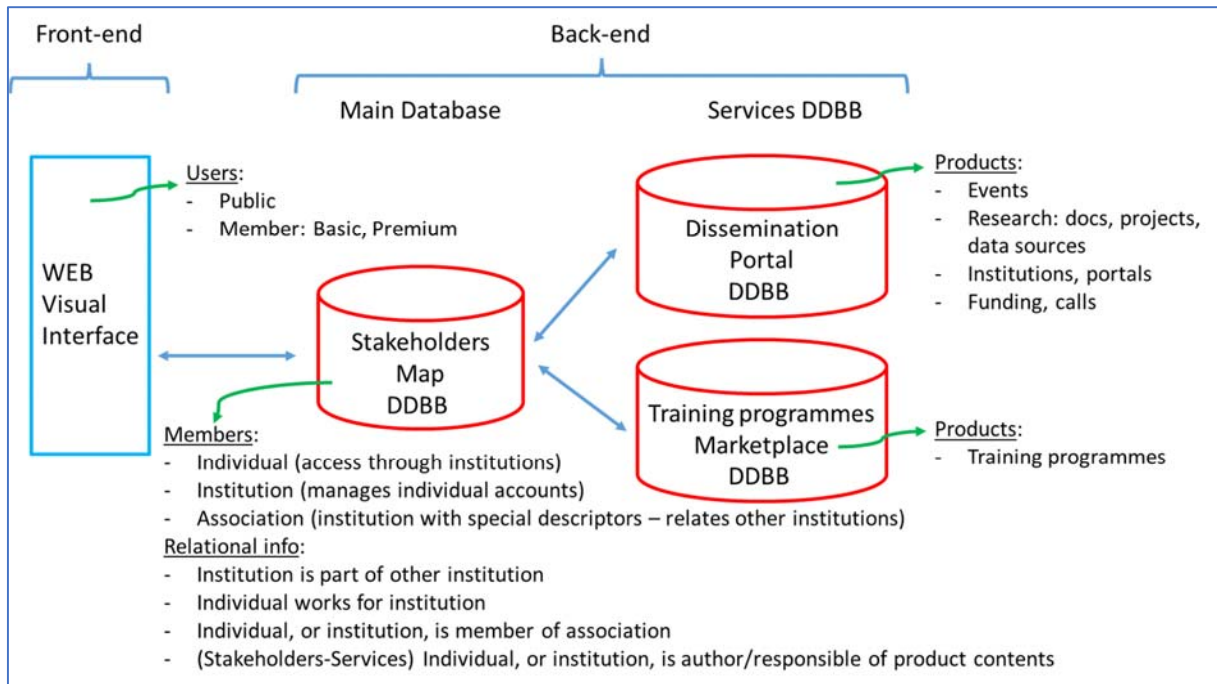 Front-end
Back-end
Main Database
Services DDBB
WEB
Visual
Interface
Users:
- Public
- Member: Basic, Premium
Stakeholders
Map
DDBB
Dissemination
Portal
DDBB
Products:
- Events
- Research: docs, projects,
data sources
- Institutions, portals
- Funding, calls
Training programmes
Marketplace
DDBB
Products:
- Training programmes
Members:
- Individual (access through institutions)
- Institution (manages individual accounts)
- Association (institution with special descriptors – relates other institutions)
Relational info:
- Institution is part of other institution
- Individual works for institution
- Individual, or institution, is member of association
- (Stakeholders-Services) Individual, or institution, is author/responsible of product contents